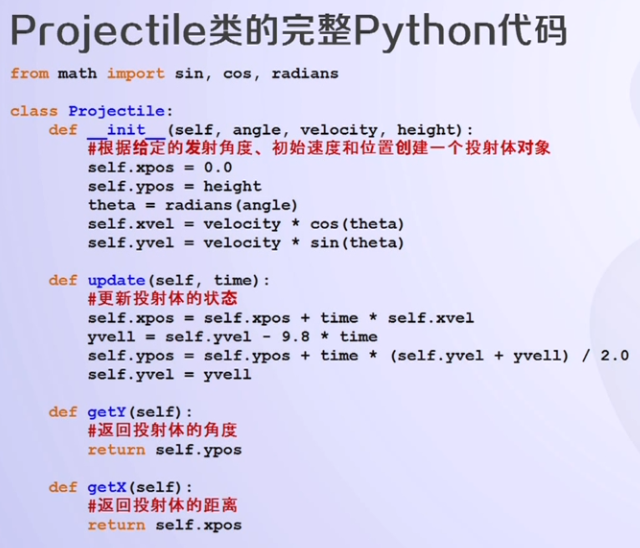 Projectile类的完整Python代码
from math import sin, cos, radians
class Projectile:
    def __init__(self, angle, velocity, height):
        #根据给定的发射角度、初始速度和位置创建一个投射体对象
        self.xpos = 0.0
        self.ypos = height
        theta = radians(angle)
        self.xvel = velocity * cos(theta)
        self.yvel = velocity * sin(theta)
    def update(self, time):
        #更新投射体的状态
        self.xpos = self.xpos + time * self.xvel
        yvell = self.yvel - 9.8 * time
        self.ypos = self.ypos + time * (self.yvel + yvell) / 2.0
        self.yvel = yvell
    def getY(self):
        #返回投射体的角度
        return self.ypos
    def getX(self):
        #返回投射体的距离
        return self.xpos